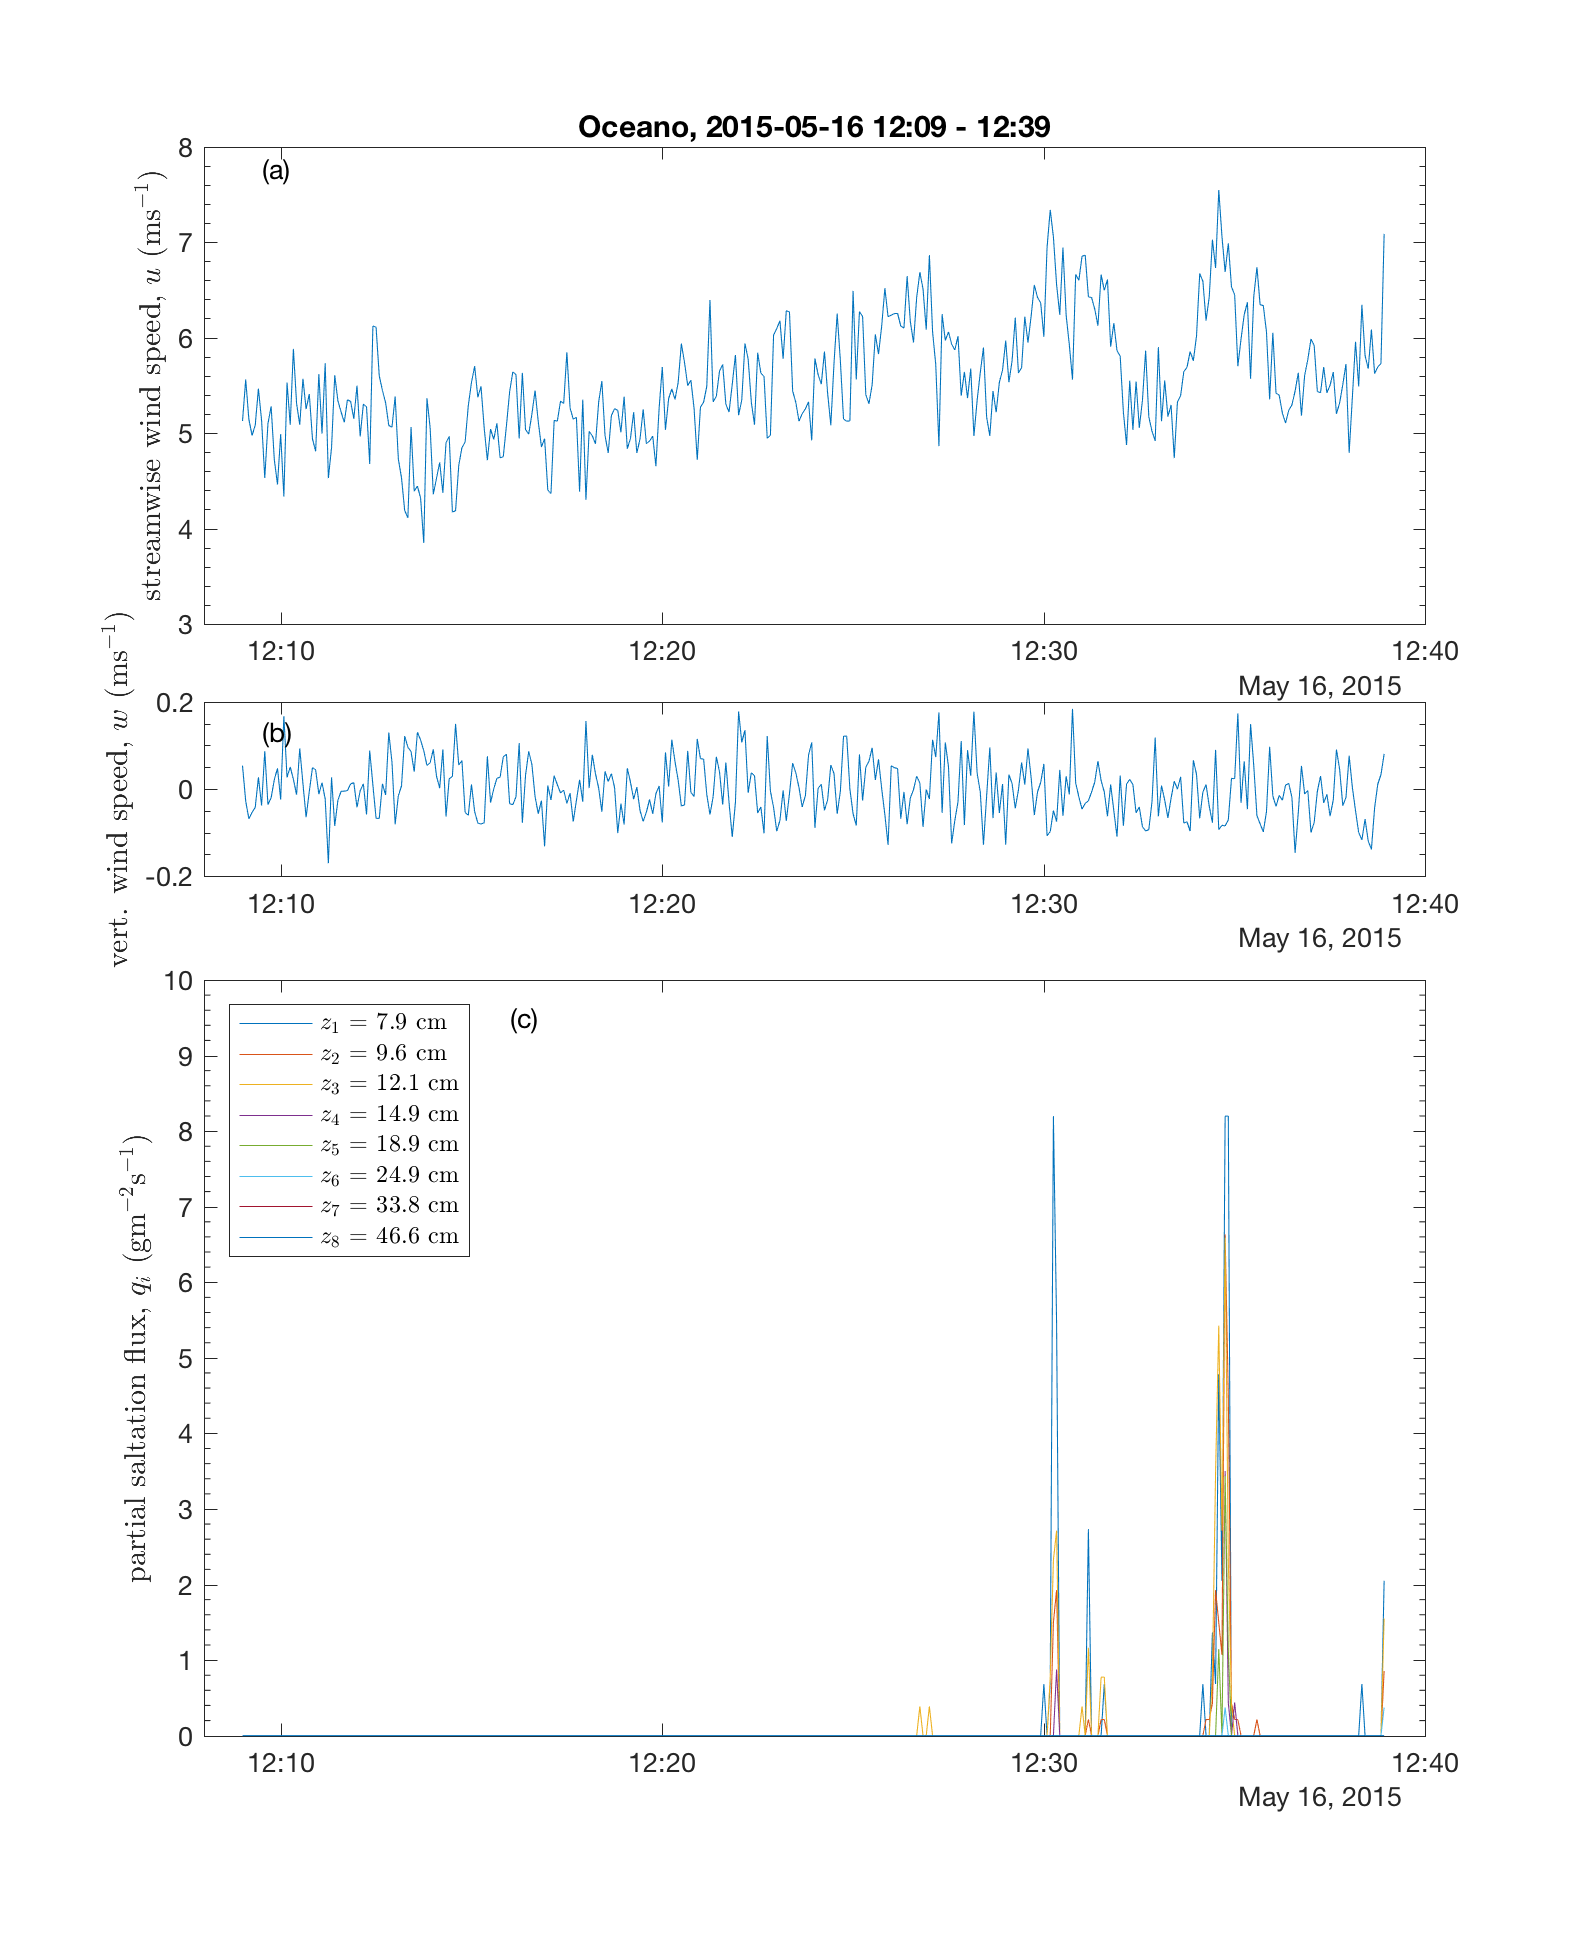 Oceano, 2015-05-16 12:09 - 12:39
(a)
streamwise wind speed, u (ms⁻¹)
8
7
6
5
4
3
12:10 12:20 12:30 12:40
May 16, 2015
(b)
vert. wind speed, w (ms⁻¹)
0.2
0
-0.2
12:10 12:20 12:30 12:40
May 16, 2015
(c)
partial saltation flux, qᵢ (gm⁻²s⁻¹)
10
9
8
7
6
5
4
3
2
1
0
z₁ = 7.9 cm
z₂ = 9.6 cm
z₃ = 12.1 cm
z₄ = 14.9 cm
z₅ = 18.9 cm
z₆ = 24.9 cm
z₇ = 33.8 cm
z₈ = 46.6 cm
12:10 12:20 12:30 12:40
May 16, 2015